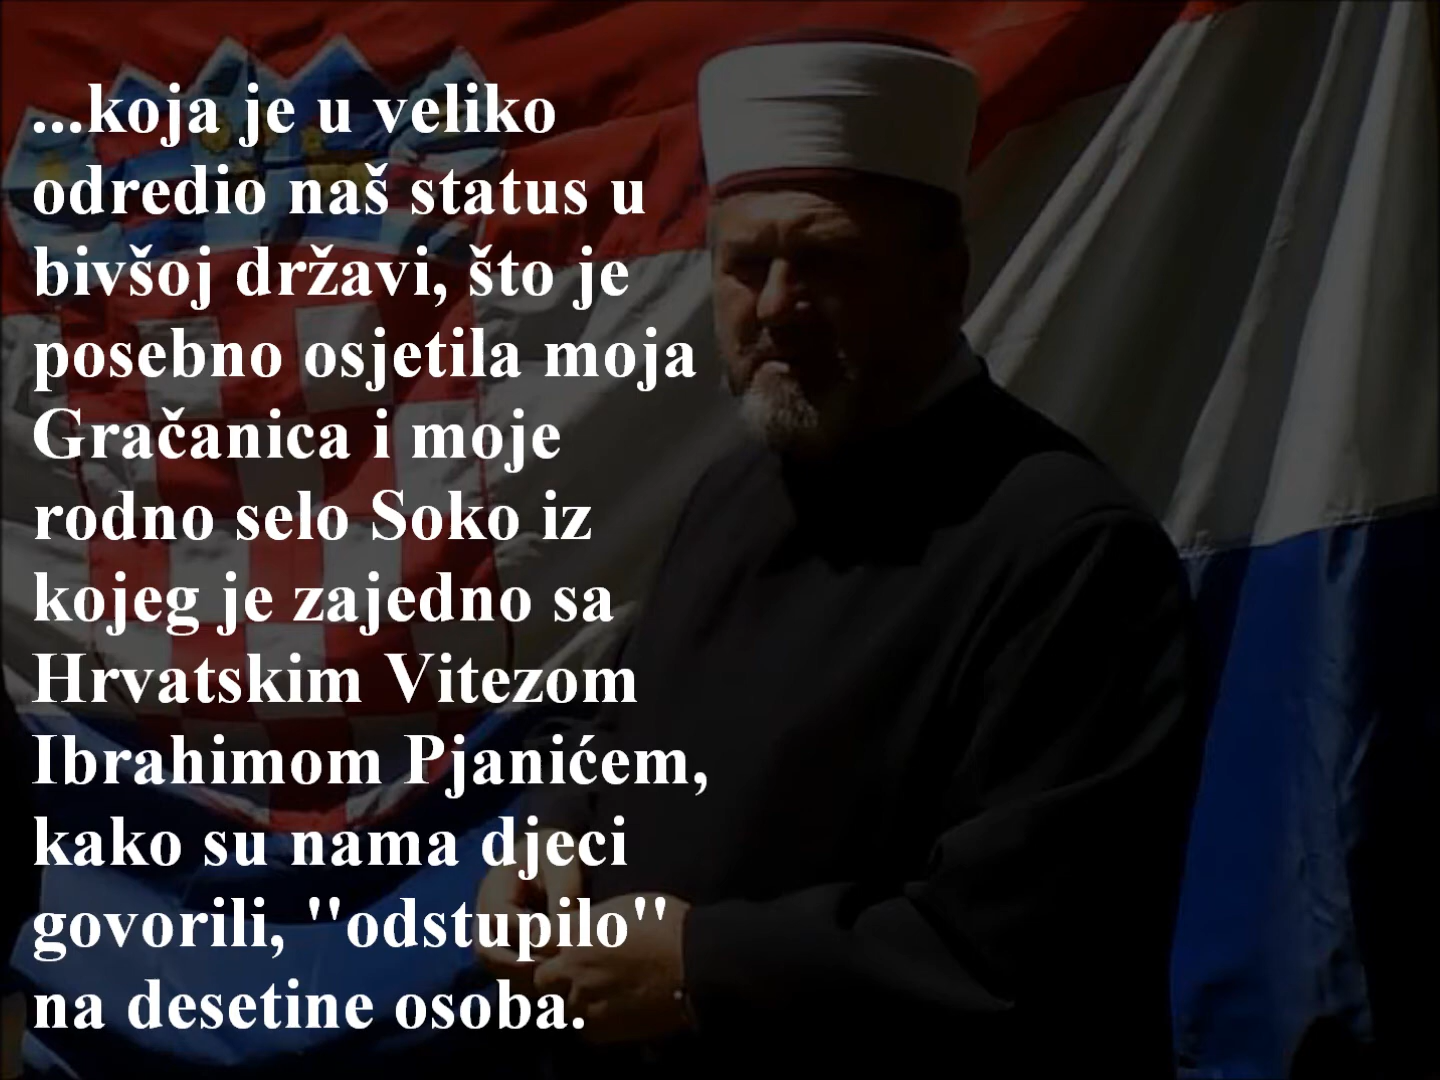 ...koja je u veliko
odredio naš status u
bivšoj državi, što je
posebno osjetila moja
Gračanica i moje
rodno selo Soko iz
kojeg je zajedno sa
Hrvatskim Vitezom
Ibrahimom Pjanićem,
kako su nama djeci
govorili, "odstupilo"
na desetine osoba.